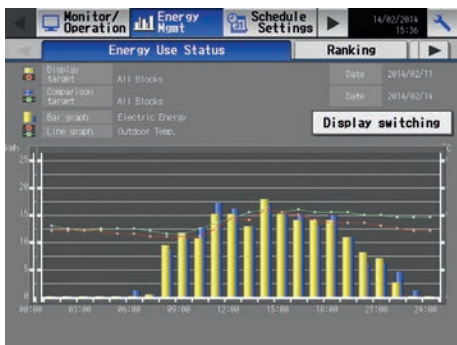 Monitor/ Operation Energy Mgmt Schedule Settings 14/02/2014 15:36
Energy Use Status Ranking
Display target All Blocks Date 2014/02/11
Comparison target All Blocks Date 2014/02/14
Bar graph Electric Energy
Line graph Outdoor Temp.
Display switching
kWh °C
25
20
15
10
5
0
00:00 03:00 06:00 09:00 12:00 15:00 18:00 21:00 24:00